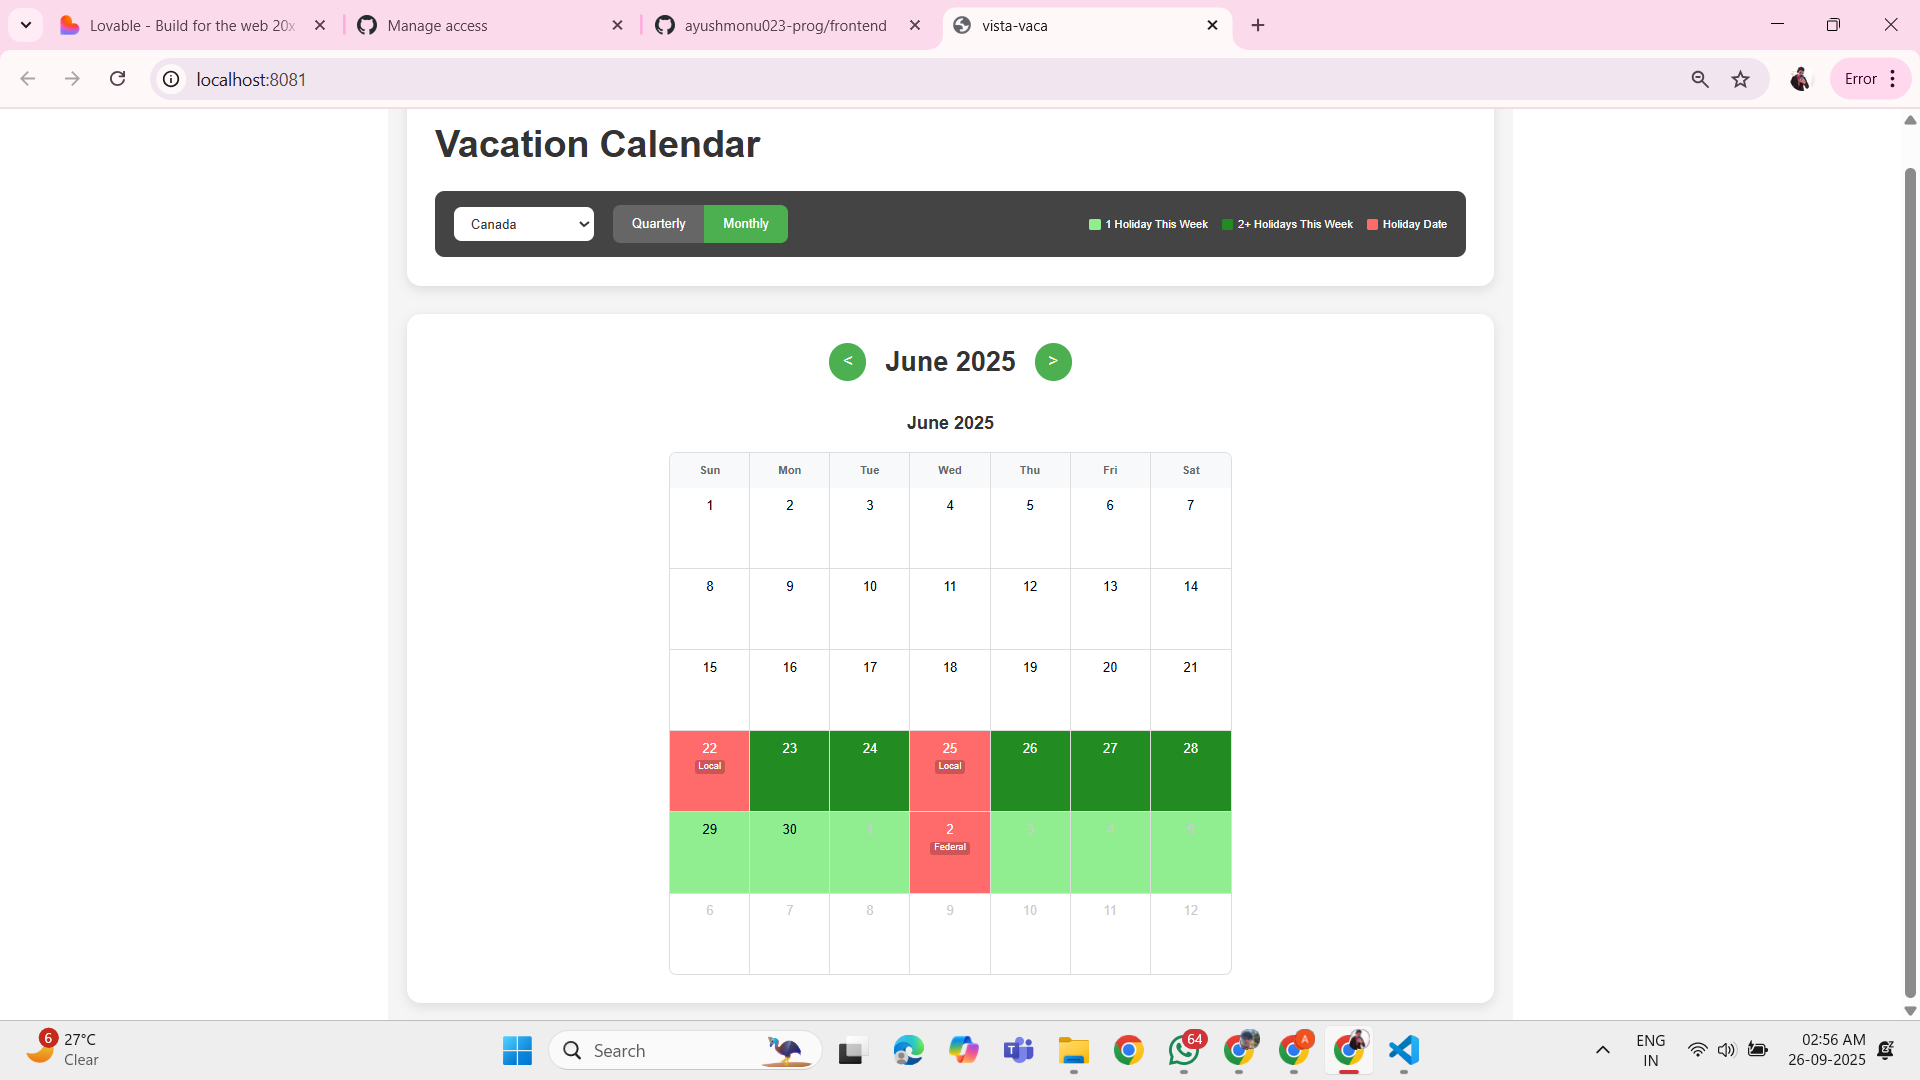 Lovable - Build for the web 20x
Manage access
ayushmonu023-prog/frontend
vista-vaca
localhost:8081
Error
Vacation Calendar
Canada
Quarterly
Monthly
1 Holiday This Week
2+ Holidays This Week
Holiday Date
< June 2025 >
June 2025
Sun Mon Tue Wed Thu Fri Sat
1 2 3 4 5 6 7
8 9 10 11 12 13 14
15 16 17 18 19 20 21
22 23 24 25 26 27 28
Local Local
29 30 1 2 3 4 5
Federal
6 7 8 9 10 11 12
6
27°C
Clear
Search
T
64
A
ENG
IN
02:56 AM
26-09-2025